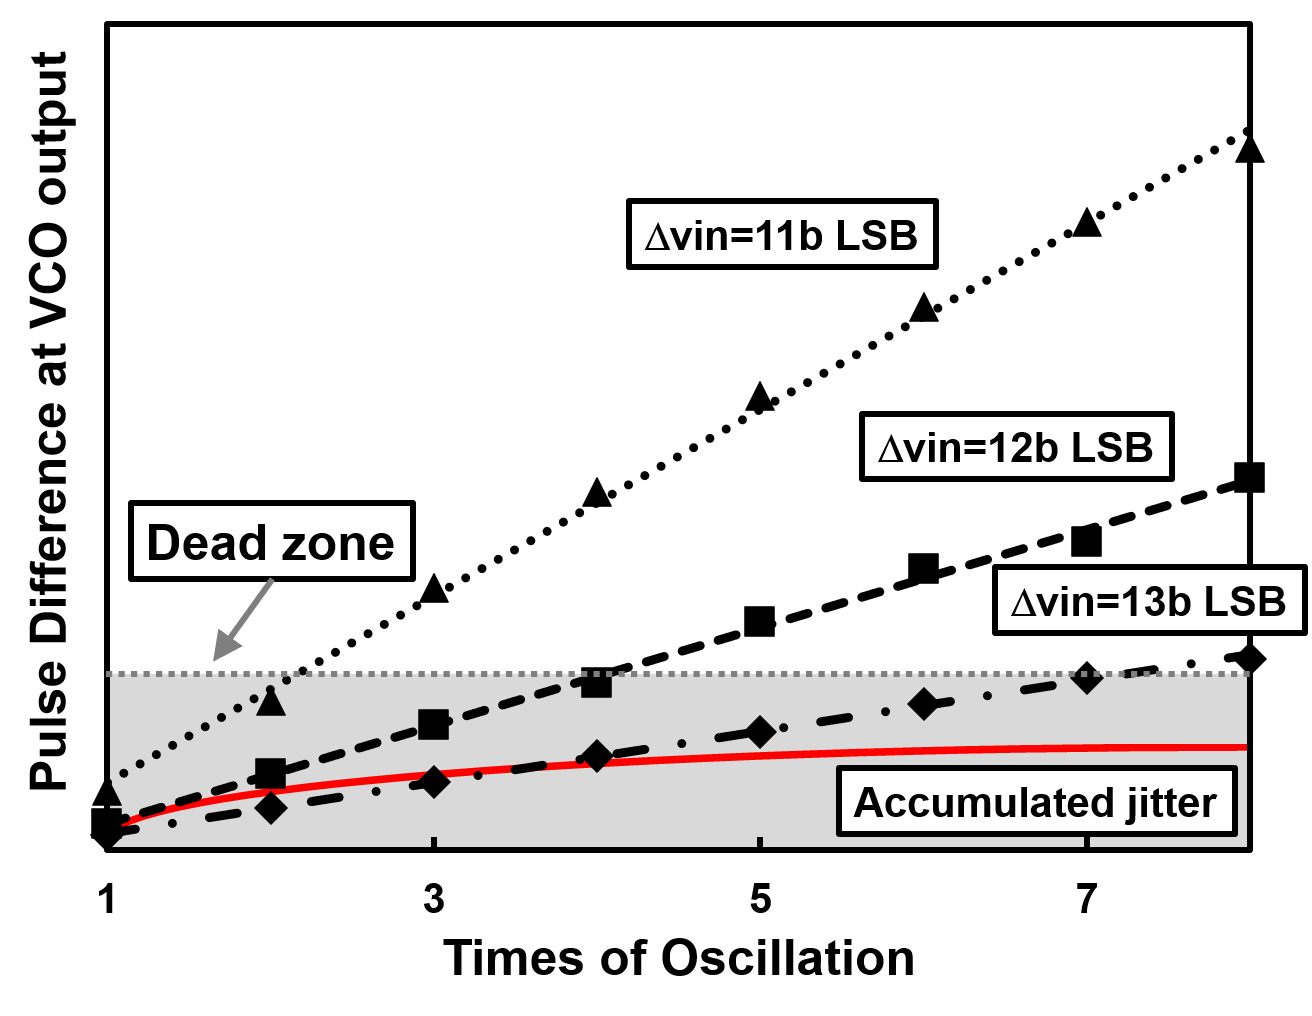 Pulse Difference at VCO output
Δvin=11b LSB
Δvin=12b LSB
Dead zone
Δvin=13b LSB
Accumulated jitter
1 3 5 7
Times of Oscillation